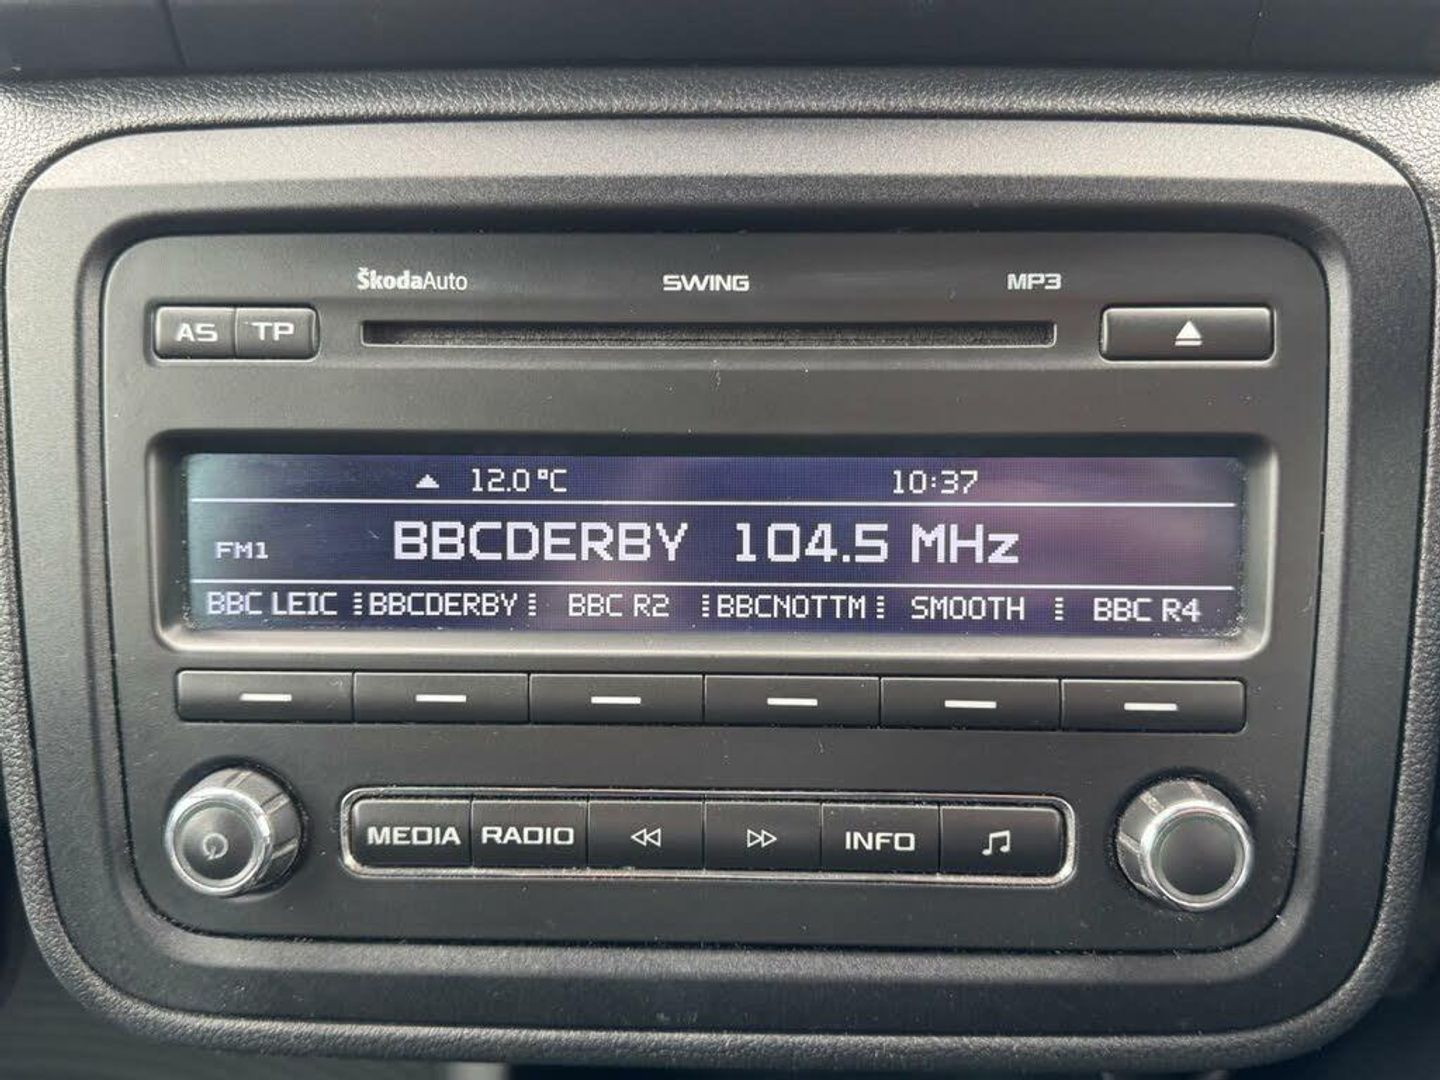 ŠkodaAuto SWING MP3
AS TP
12.0 °C 10:37
FM1 BBCDERBY 104.5 MHz
BBC LEIC BBCDERBY BBC R2 BBCNOTTM SMOOTH BBC R4
MEDIA RADIO INFO